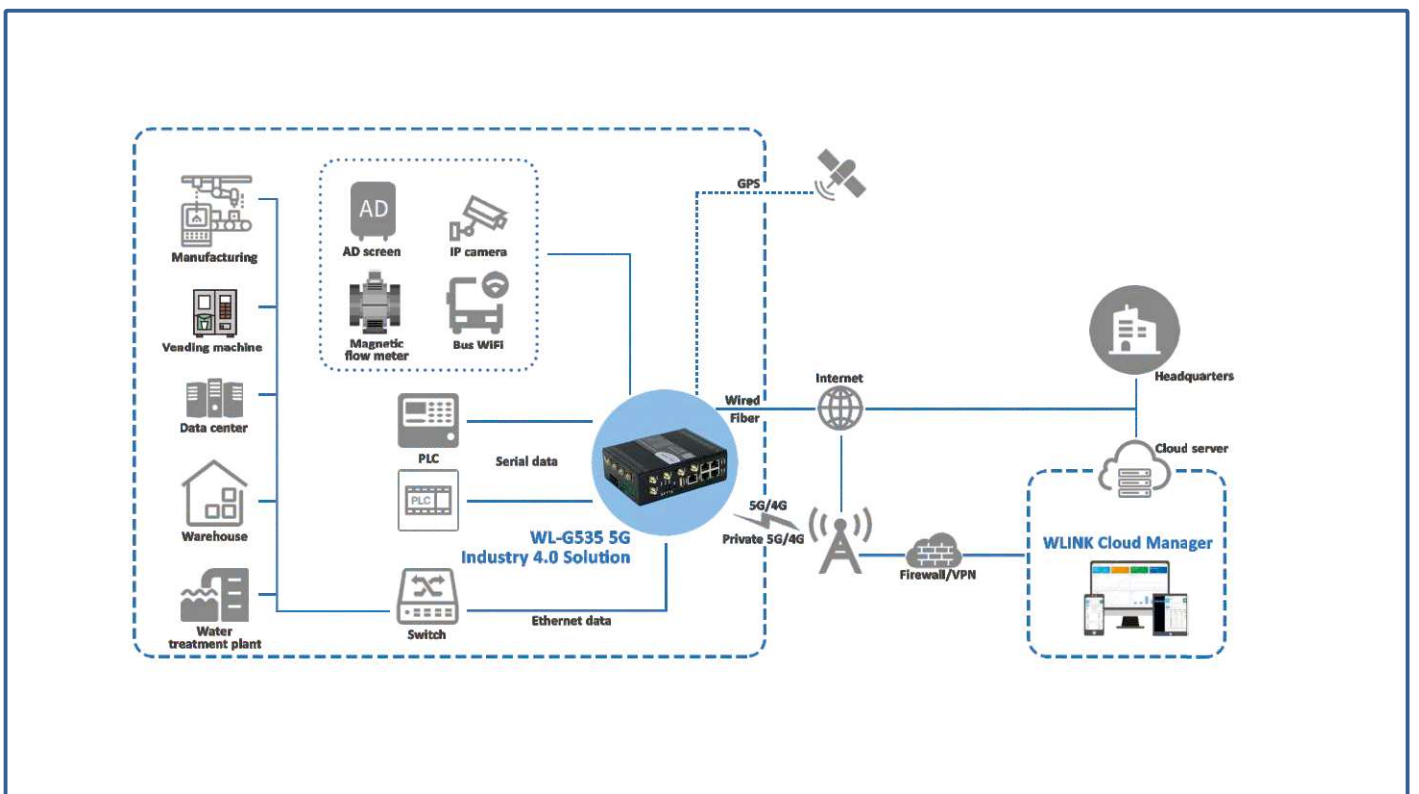 GPS
AD
AD screen
IP camera
Manufacturing
Magnetic
flow meter
Bus WiFi
Vending machine
Internet
Headquarters
Wired
Fiber
Data center
PLC
Serial data
Cloud server
PLC
5G/4G
Private 5G/4G
Warehouse
WL-G535 5G
Industry 4.0 Solution
WLINK Cloud Manager
Firewall/VPN
Ethernet data
Switch
Water
treatment plant